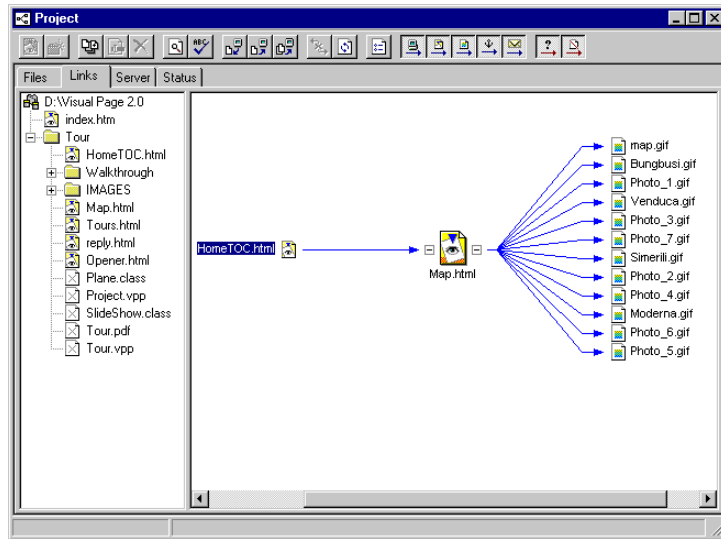 Project
Files Links Server Status
D:\Visual Page 2.0
index.htm
Tour
HomeTOC.html
Walkthrough
IMAGES
Map.html
Tours.html
reply.html
Opener.html
Plane.class
Project.vpp
SlideShow.class
Tour.pdf
Tour.vpp
HomeTOC.html
Map.html
map.gif
Bungbusi.gif
Photo_1.gif
Venduca.gif
Photo_3.gif
Photo_7.gif
Simerili.gif
Photo_2.gif
Photo_4.gif
Moderna.gif
Photo_6.gif
Photo_5.gif